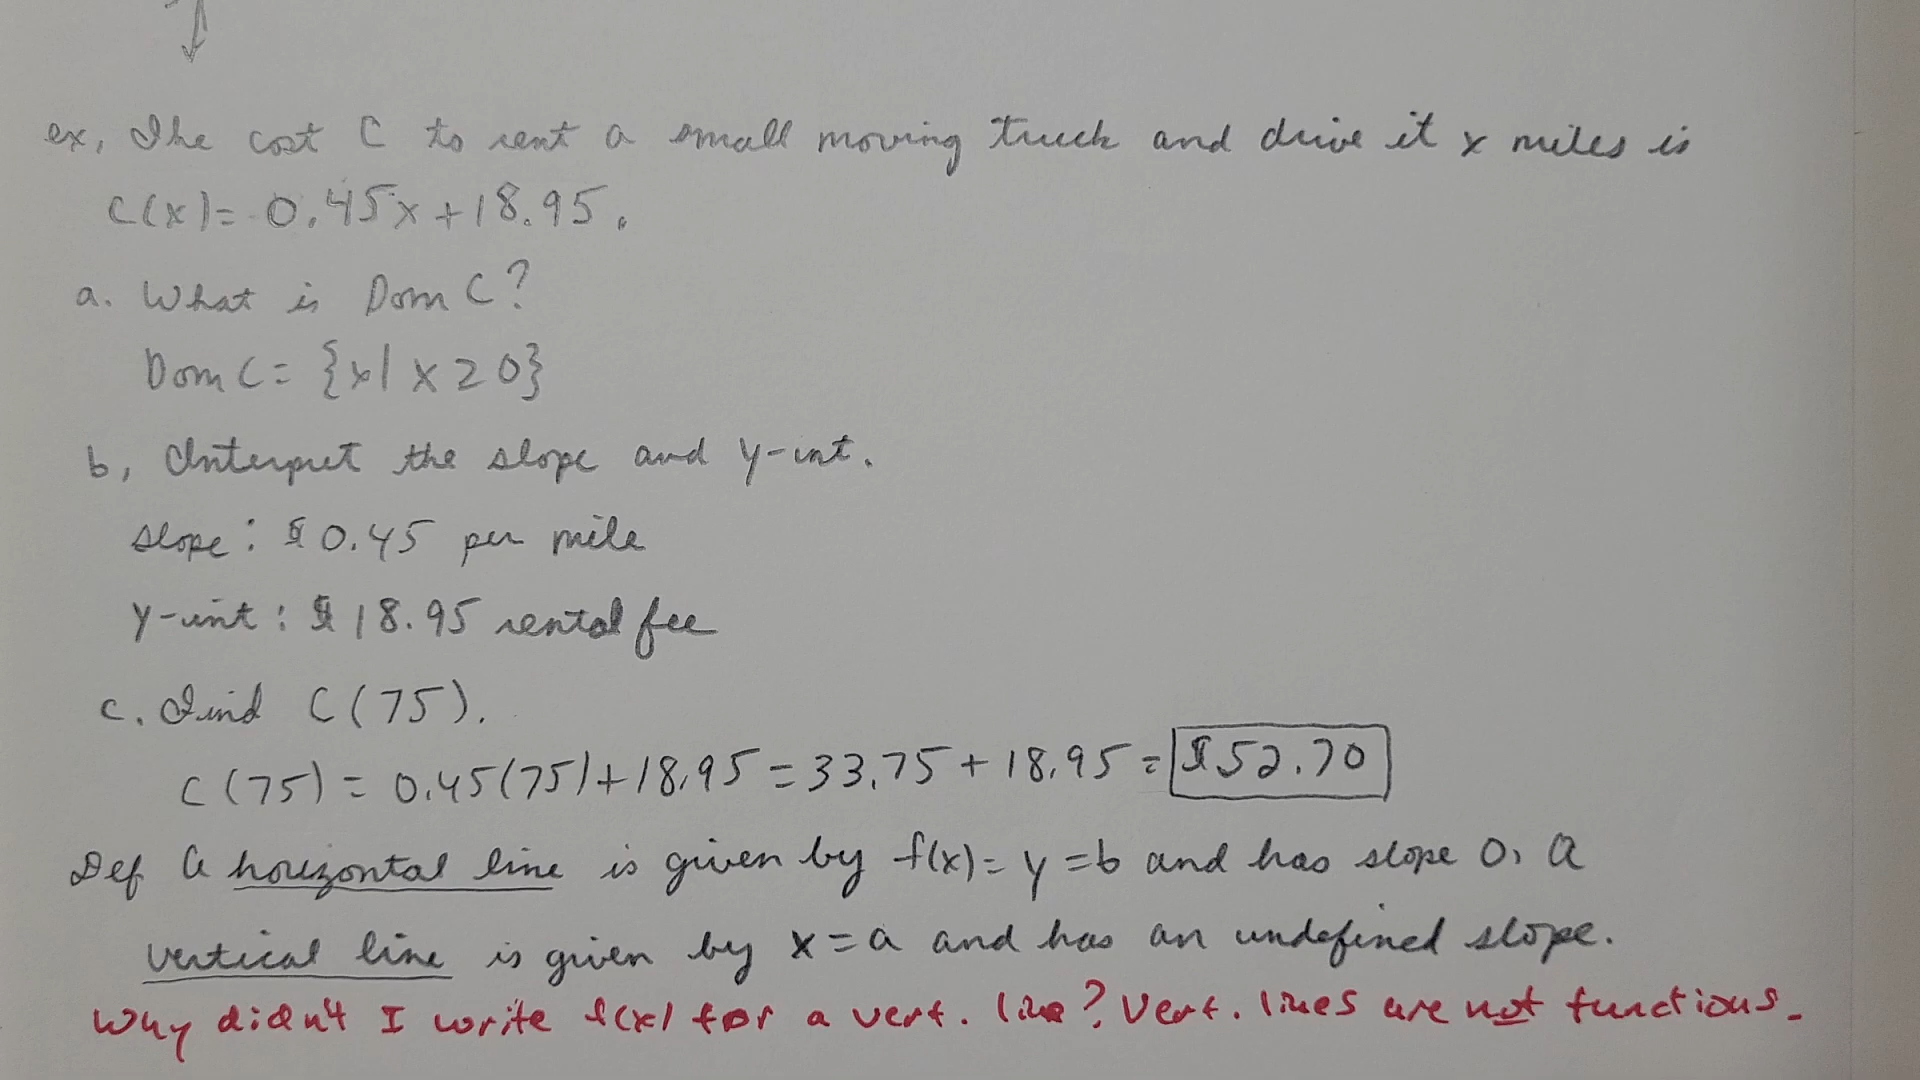 ex. The cost C to rent a small moving truck and drive it x miles is
C(x)= 0.45x+18.95.
a. What is Dom C?
Dom C= {x| x≥0}
b. Interpret the slope and y-int.
slope: $0.45 per mile
y-int: $18.95 rental fee
c. Find C(75).
C(75)= 0.45(75)+18.95=33.75+18.95=$52.70
Def A horizontal line is given by f(x)=y=b and has slope 0. A
vertical line is given by x=a and has an undefined slope.
Why didn't I write f(x) for a vert. line? Vert. lines are not functions.